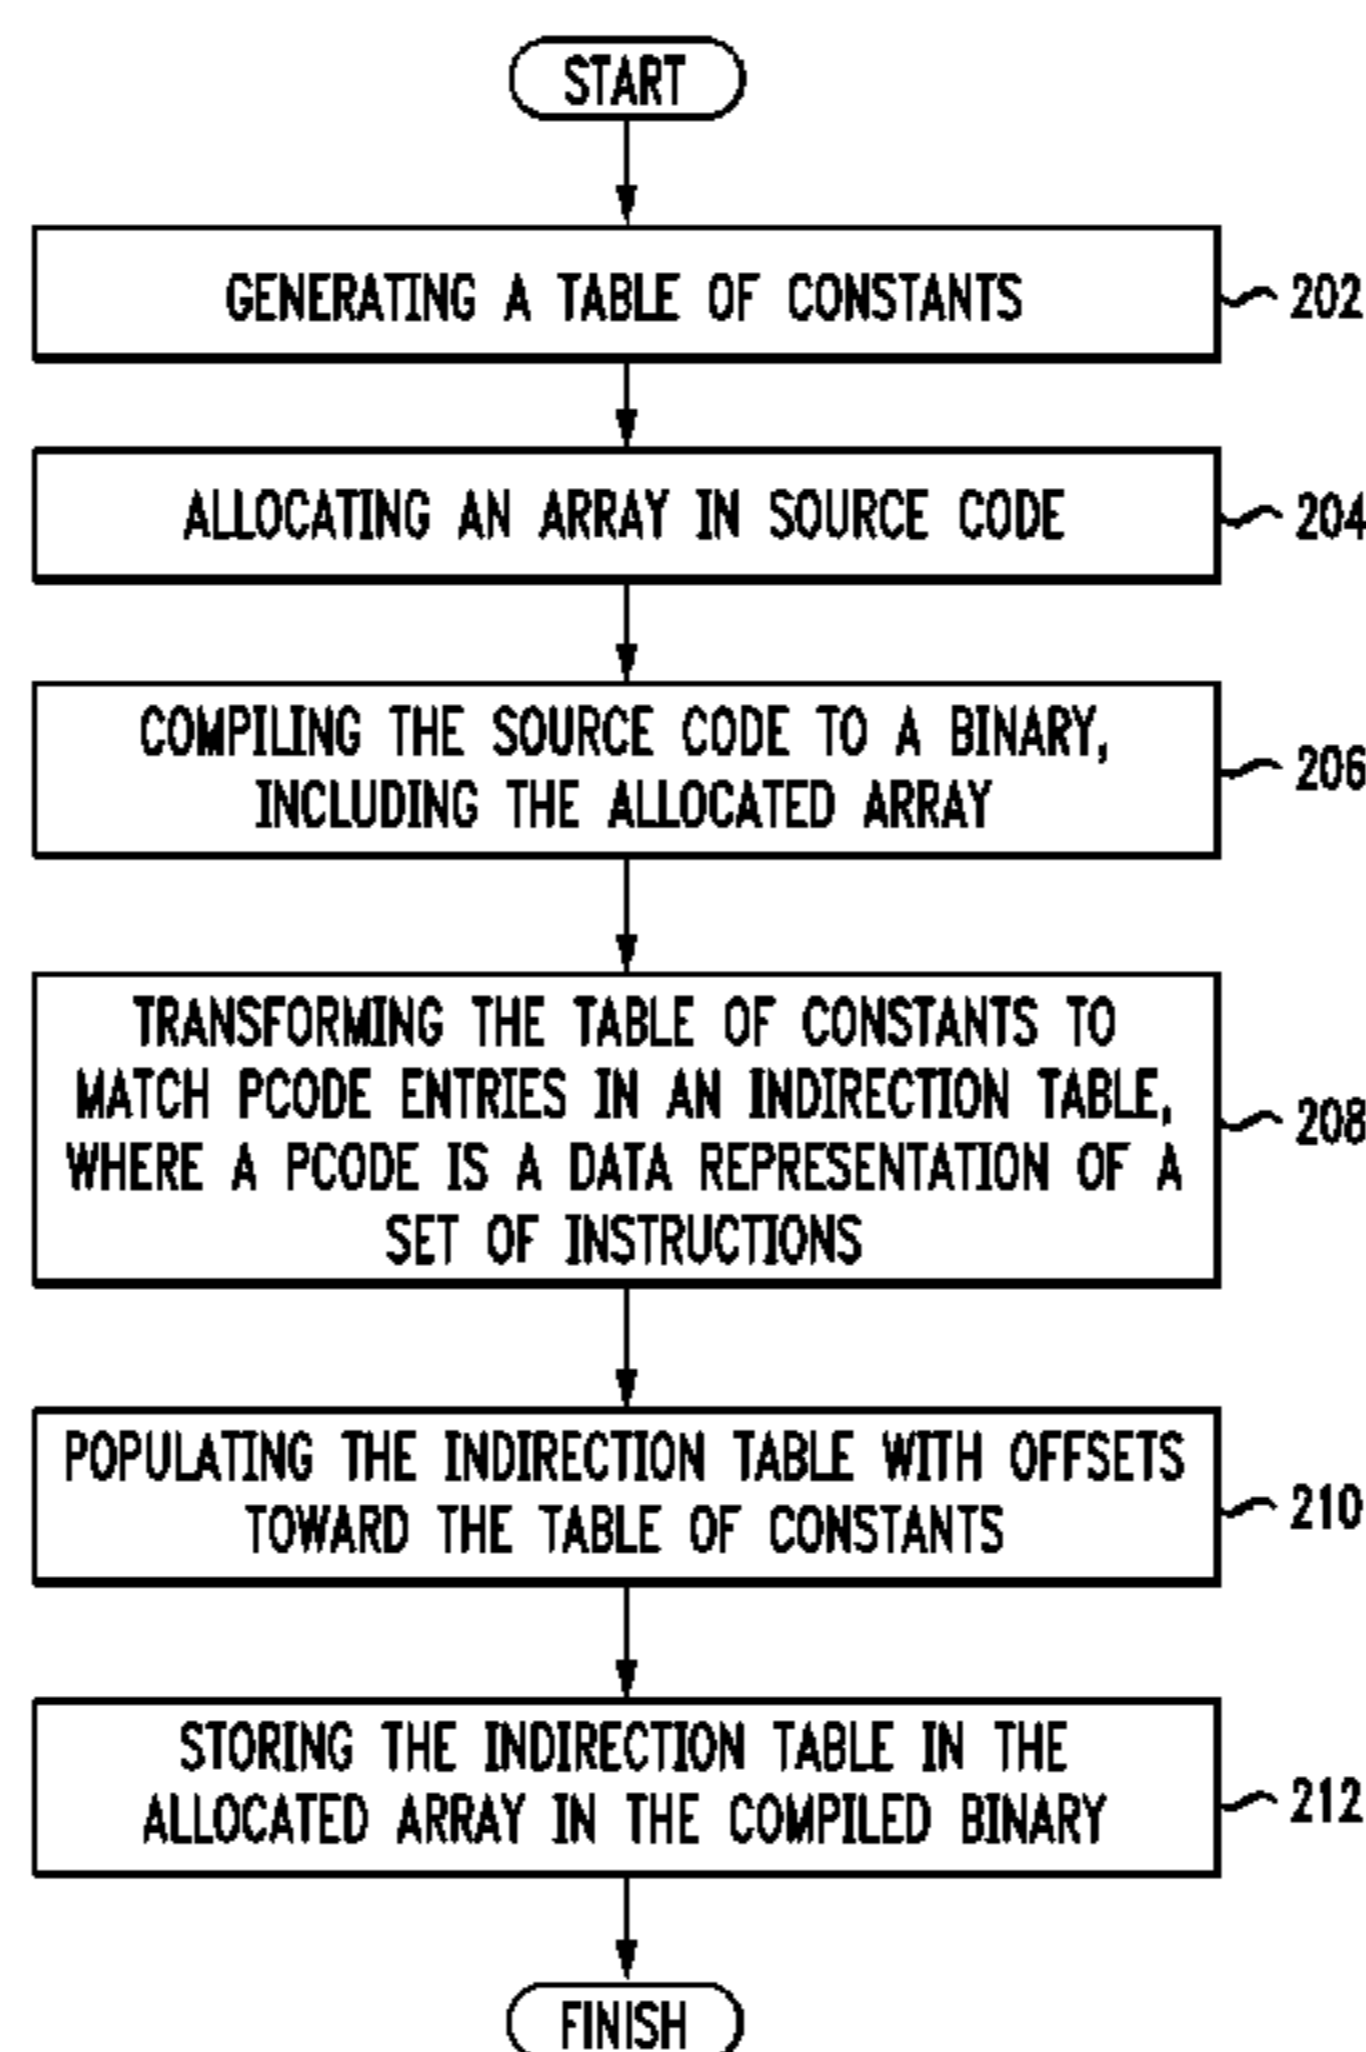 START
GENERATING A TABLE OF CONSTANTS
202
ALLOCATING AN ARRAY IN SOURCE CODE
204
COMPILING THE SOURCE CODE TO A BINARY,
INCLUDING THE ALLOCATED ARRAY
206
TRANSFORMING THE TABLE OF CONSTANTS TO
MATCH PCODE ENTRIES IN AN INDIRECTION TABLE,
WHERE A PCODE IS A DATA REPRESENTATION OF A
SET OF INSTRUCTIONS
208
POPULATING THE INDIRECTION TABLE WITH OFFSETS
TOWARD THE TABLE OF CONSTANTS
210
STORING THE INDIRECTION TABLE IN THE
ALLOCATED ARRAY IN THE COMPILED BINARY
212
FINISH